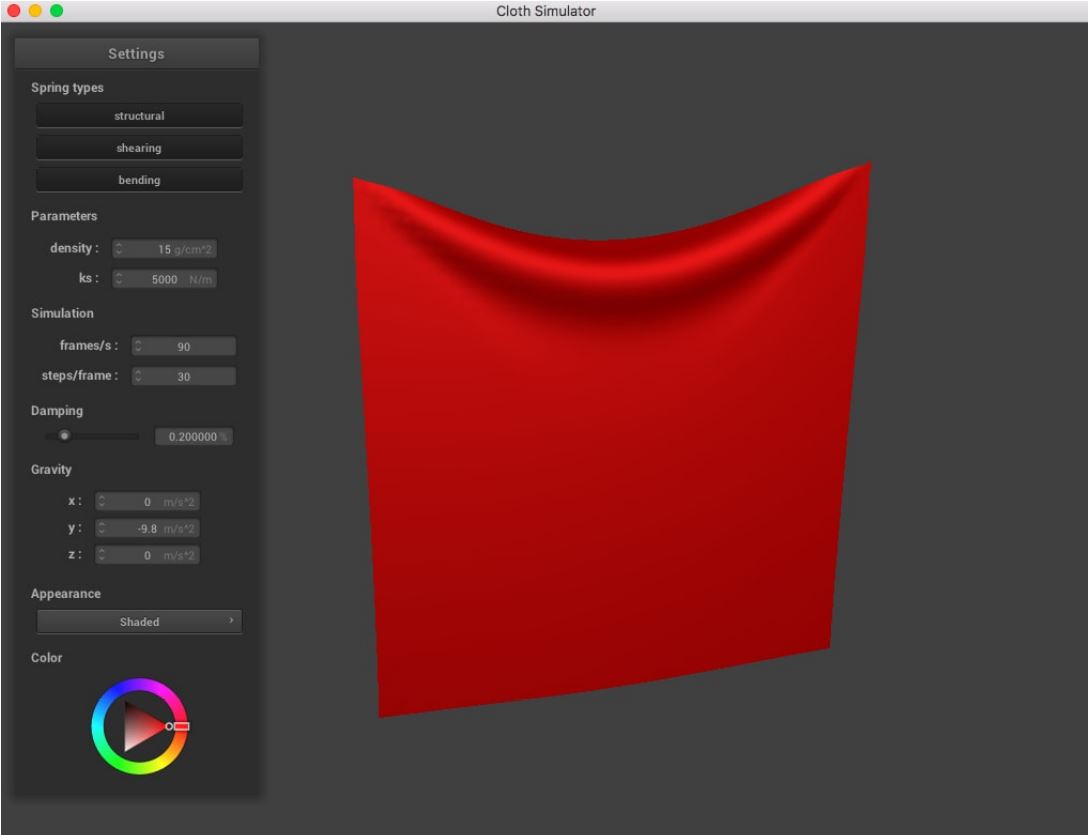 Cloth Simulator
Settings
Spring types
structural
shearing
bending
Parameters
density : 15 g/cm^2
ks : 5000 N/m
Simulation
frames/s : 90
steps/frame : 30
Damping
0.200000 %
Gravity
x : 0 m/s^2
y : -9.8 m/s^2
z : 0 m/s^2
Appearance
Shaded
Color